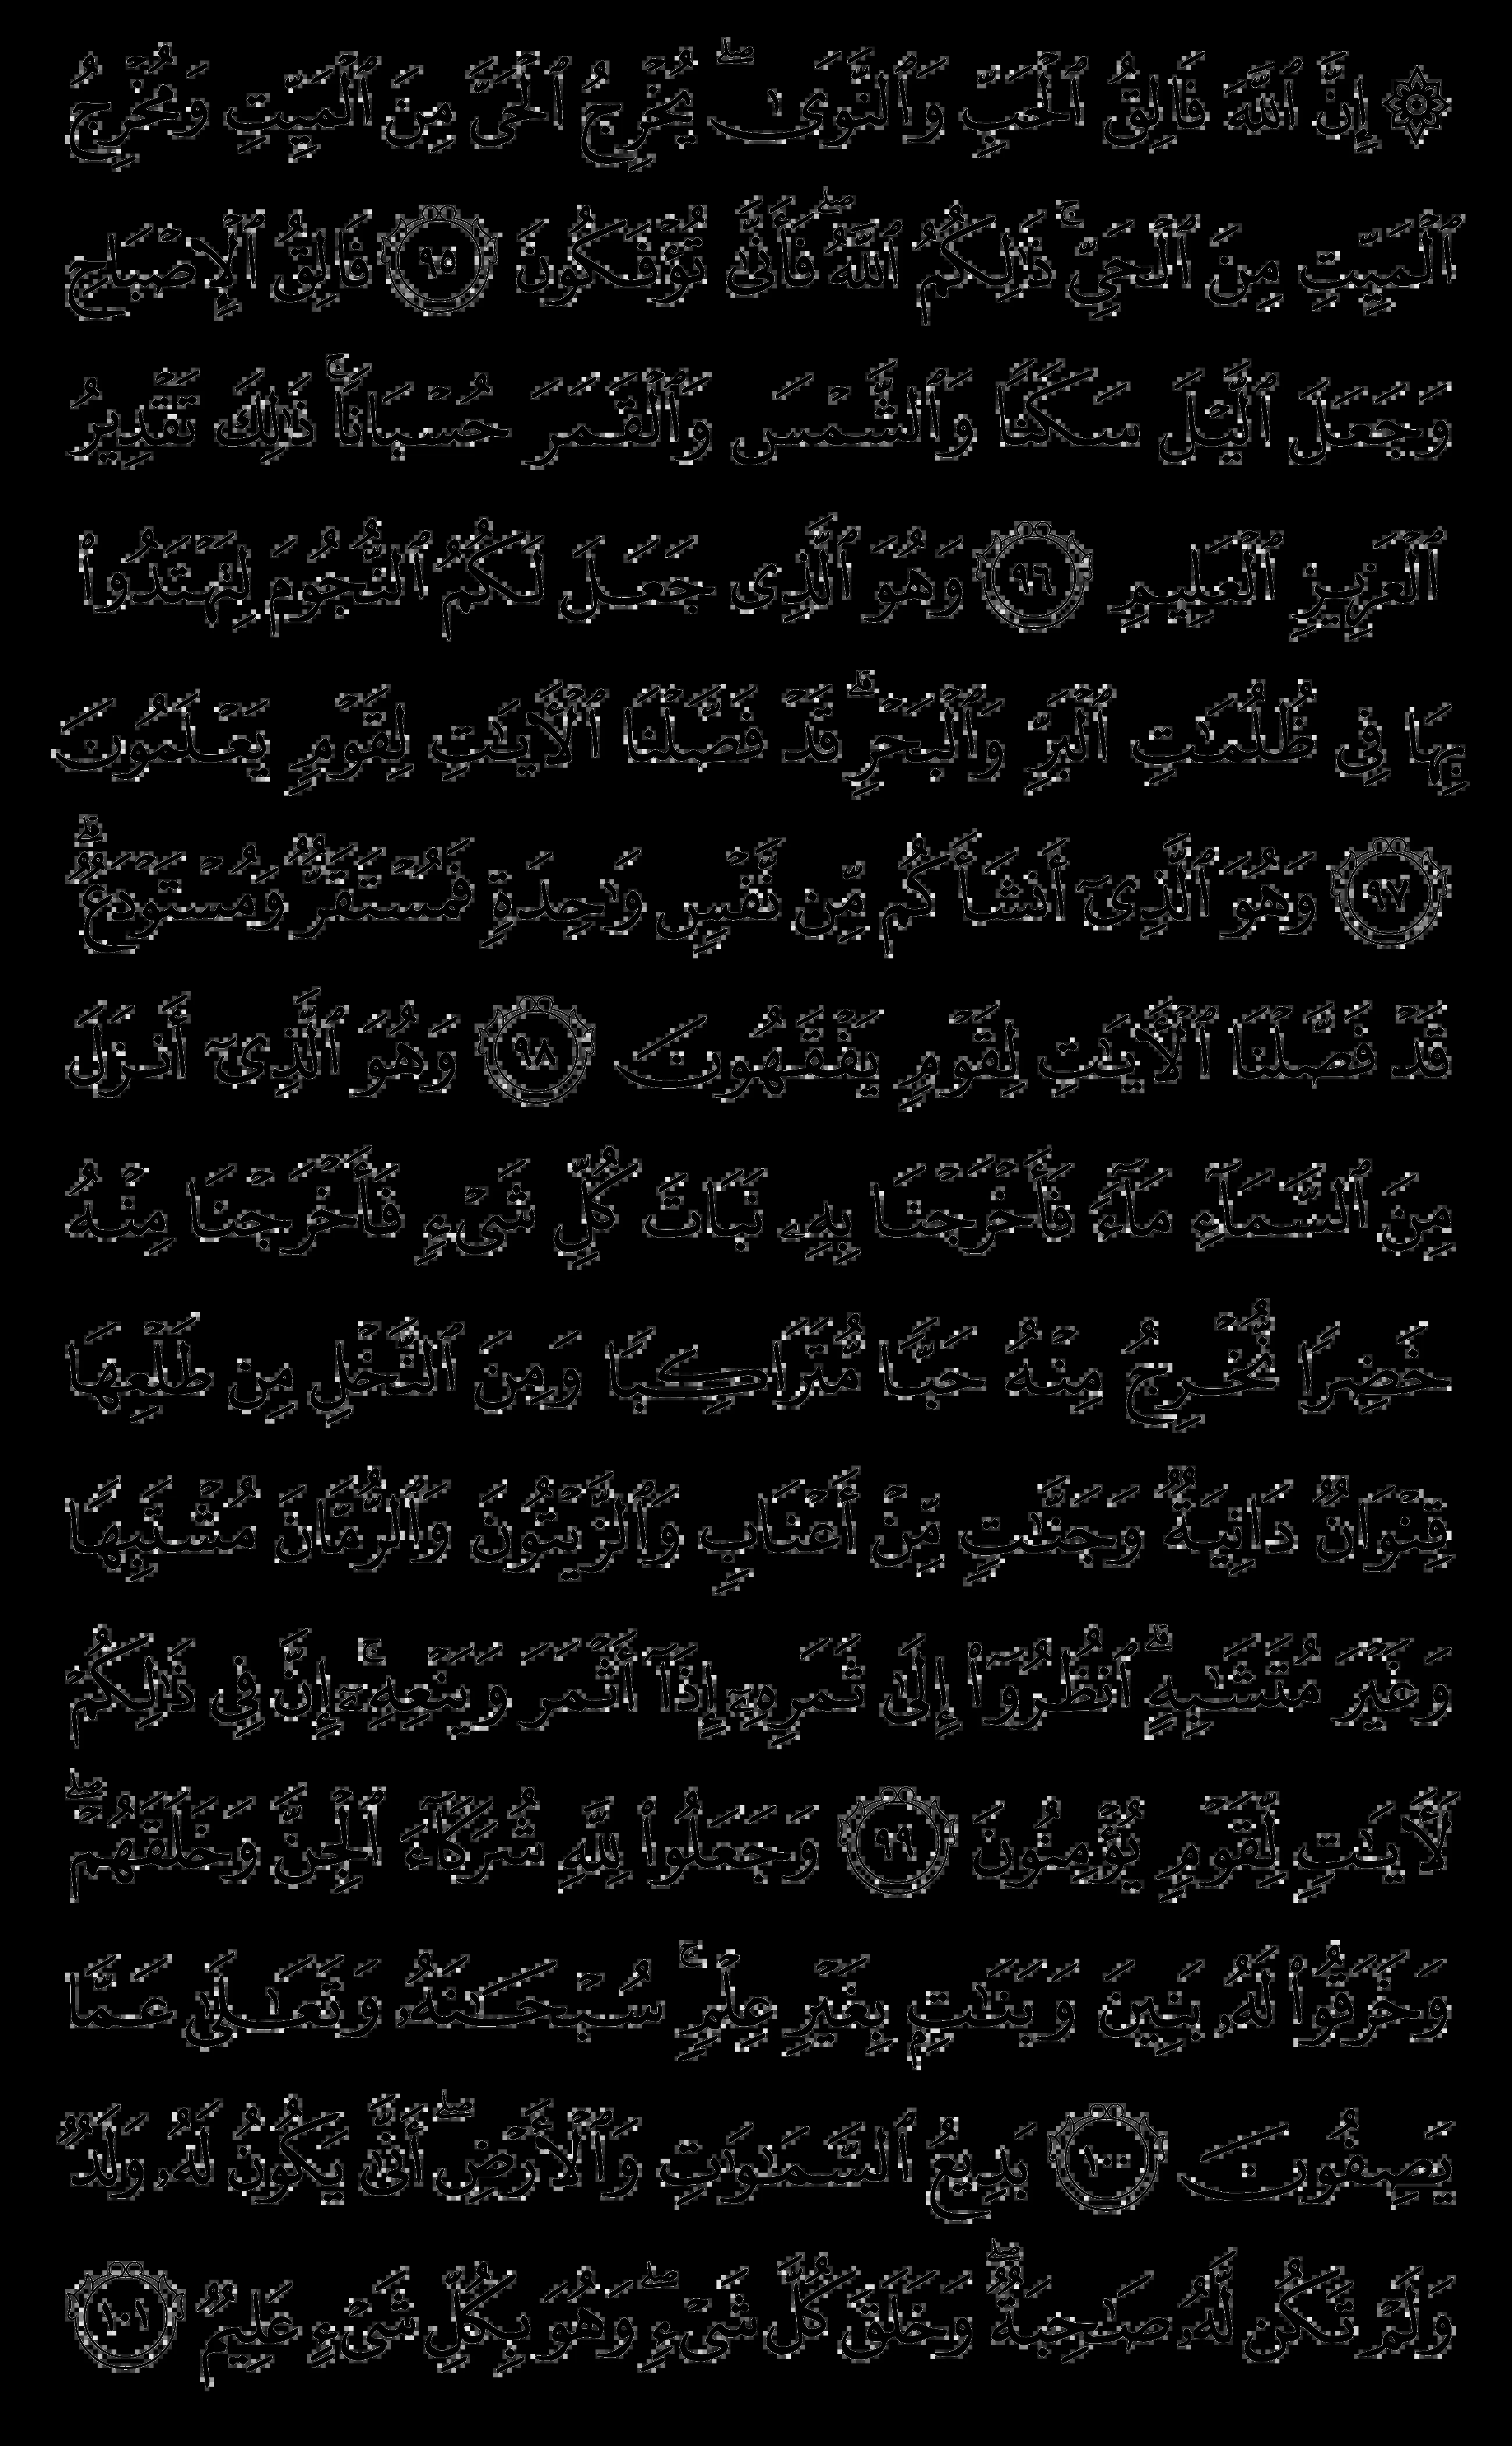 ۞ إِنَّ ٱللَّهَ فَالِقُ ٱلْحَبِّ وَٱلنَّوَىٰ ۖ يُخْرِجُ ٱلْحَىَّ مِنَ ٱلْمَيِّتِ وَمُخْرِجُ
ٱلْمَيِّتِ مِنَ ٱلْحَىِّ ۚ ذَٰلِكُمُ ٱللَّهُ ۖ فَأَنَّىٰ تُؤْفَكُونَ ٩٥ فَالِقُ ٱلْإِصْبَاحِ
وَجَعَلَ ٱلَّيْلَ سَكَنًا وَٱلشَّمْسَ وَٱلْقَمَرَ حُسْبَانًا ۚ ذَٰلِكَ تَقْدِيرُ
ٱلْعَزِيزِ ٱلْعَلِيمِ ٩٦ وَهُوَ ٱلَّذِى جَعَلَ لَكُمُ ٱلنُّجُومَ لِتَهْتَدُوا۟
بِهَا فِى ظُلُمَـٰتِ ٱلْبَرِّ وَٱلْبَحْرِ ۗ قَدْ فَصَّلْنَا ٱلْـَٔايَـٰتِ لِقَوْمٍ يَعْلَمُونَ
٩٧ وَهُوَ ٱلَّذِىٓ أَنشَأَكُم مِّن نَّفْسٍ وَٰحِدَةٍ فَمُسْتَقَرٌّ وَمُسْتَوْدَعٌ ۗ
قَدْ فَصَّلْنَا ٱلْـَٔايَـٰتِ لِقَوْمٍ يَفْقَهُونَ ٩٨ وَهُوَ ٱلَّذِىٓ أَنزَلَ
مِنَ ٱلسَّمَآءِ مَآءً فَأَخْرَجْنَا بِهِۦ نَبَاتَ كُلِّ شَىْءٍ فَأَخْرَجْنَا مِنْهُ
خَضِرًا نُّخْرِجُ مِنْهُ حَبًّا مُّتَرَاكِبًا وَمِنَ ٱلنَّخْلِ مِن طَلْعِهَا
قِنْوَانٌ دَانِيَةٌ وَجَنَّـٰتٍ مِّنْ أَعْنَابٍ وَٱلزَّيْتُونَ وَٱلرُّمَّانَ مُشْتَبِهًا
وَغَيْرَ مُتَشَـٰبِهٍ ۗ ٱنظُرُوٓا۟ إِلَىٰ ثَمَرِهِۦٓ إِذَآ أَثْمَرَ وَيَنْعِهِۦٓ ۚ إِنَّ فِى ذَٰلِكُمْ
لَـَٔايَـٰتٍ لِّقَوْمٍ يُؤْمِنُونَ ٩٩ وَجَعَلُوا۟ لِلَّهِ شُرَكَآءَ ٱلْجِنَّ وَخَلَقَهُمْ ۖ
وَخَرَقُوا۟ لَهُۥ بَنِينَ وَبَنَـٰتٍۭ بِغَيْرِ عِلْمٍ ۚ سُبْحَـٰنَهُۥ وَتَعَـٰلَىٰ عَمَّا
يَصِفُونَ ١٠٠ بَدِيعُ ٱلسَّمَـٰوَٰتِ وَٱلْأَرْضِ ۖ أَنَّىٰ يَكُونُ لَهُۥ وَلَدٌ
وَلَمْ تَكُن لَّهُۥ صَـٰحِبَةٌ ۖ وَخَلَقَ كُلَّ شَىْءٍ ۖ وَهُوَ بِكُلِّ شَىْءٍ عَلِيمٌ ١٠١